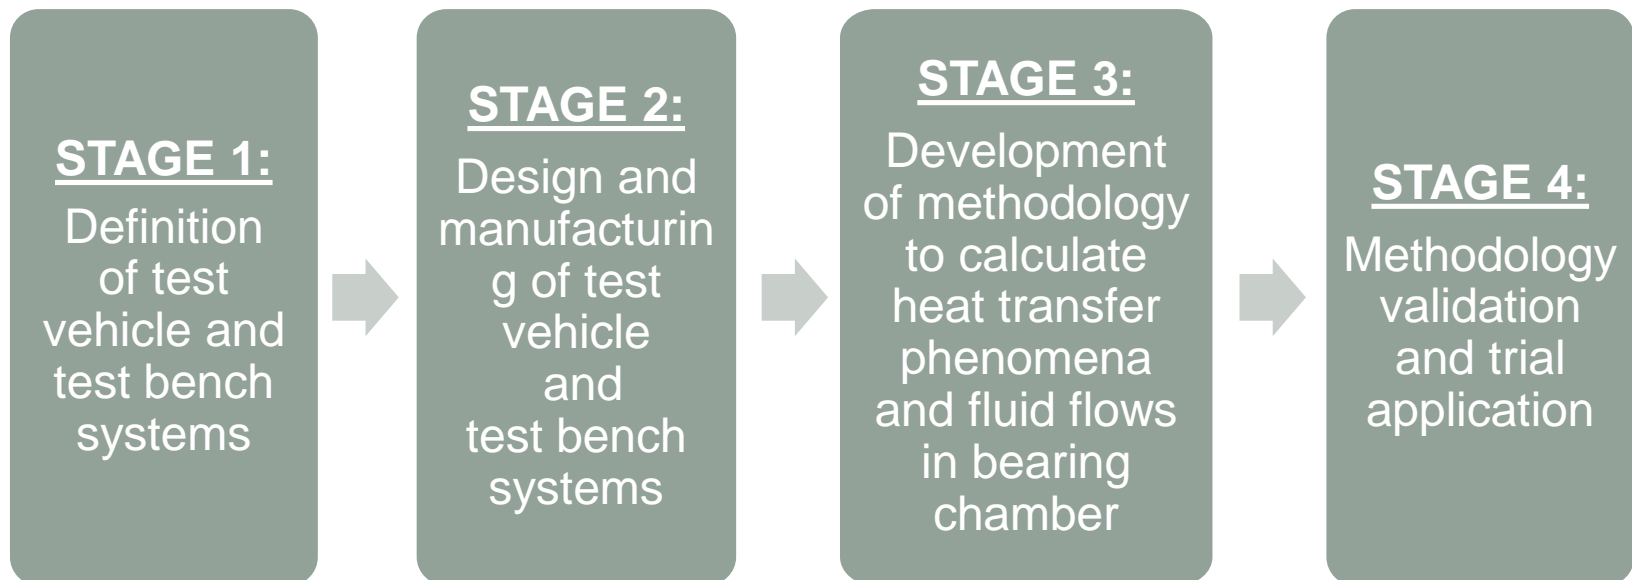 STAGE 1:
Definition
of test
vehicle and
test bench
systems
STAGE 2:
Design and
manufacturin
g of test
vehicle
and
test bench
systems
STAGE 3:
Development
of methodology
to calculate
heat transfer
phenomena
and fluid flows
in bearing
chamber
STAGE 4:
Methodology
validation
and trial
application